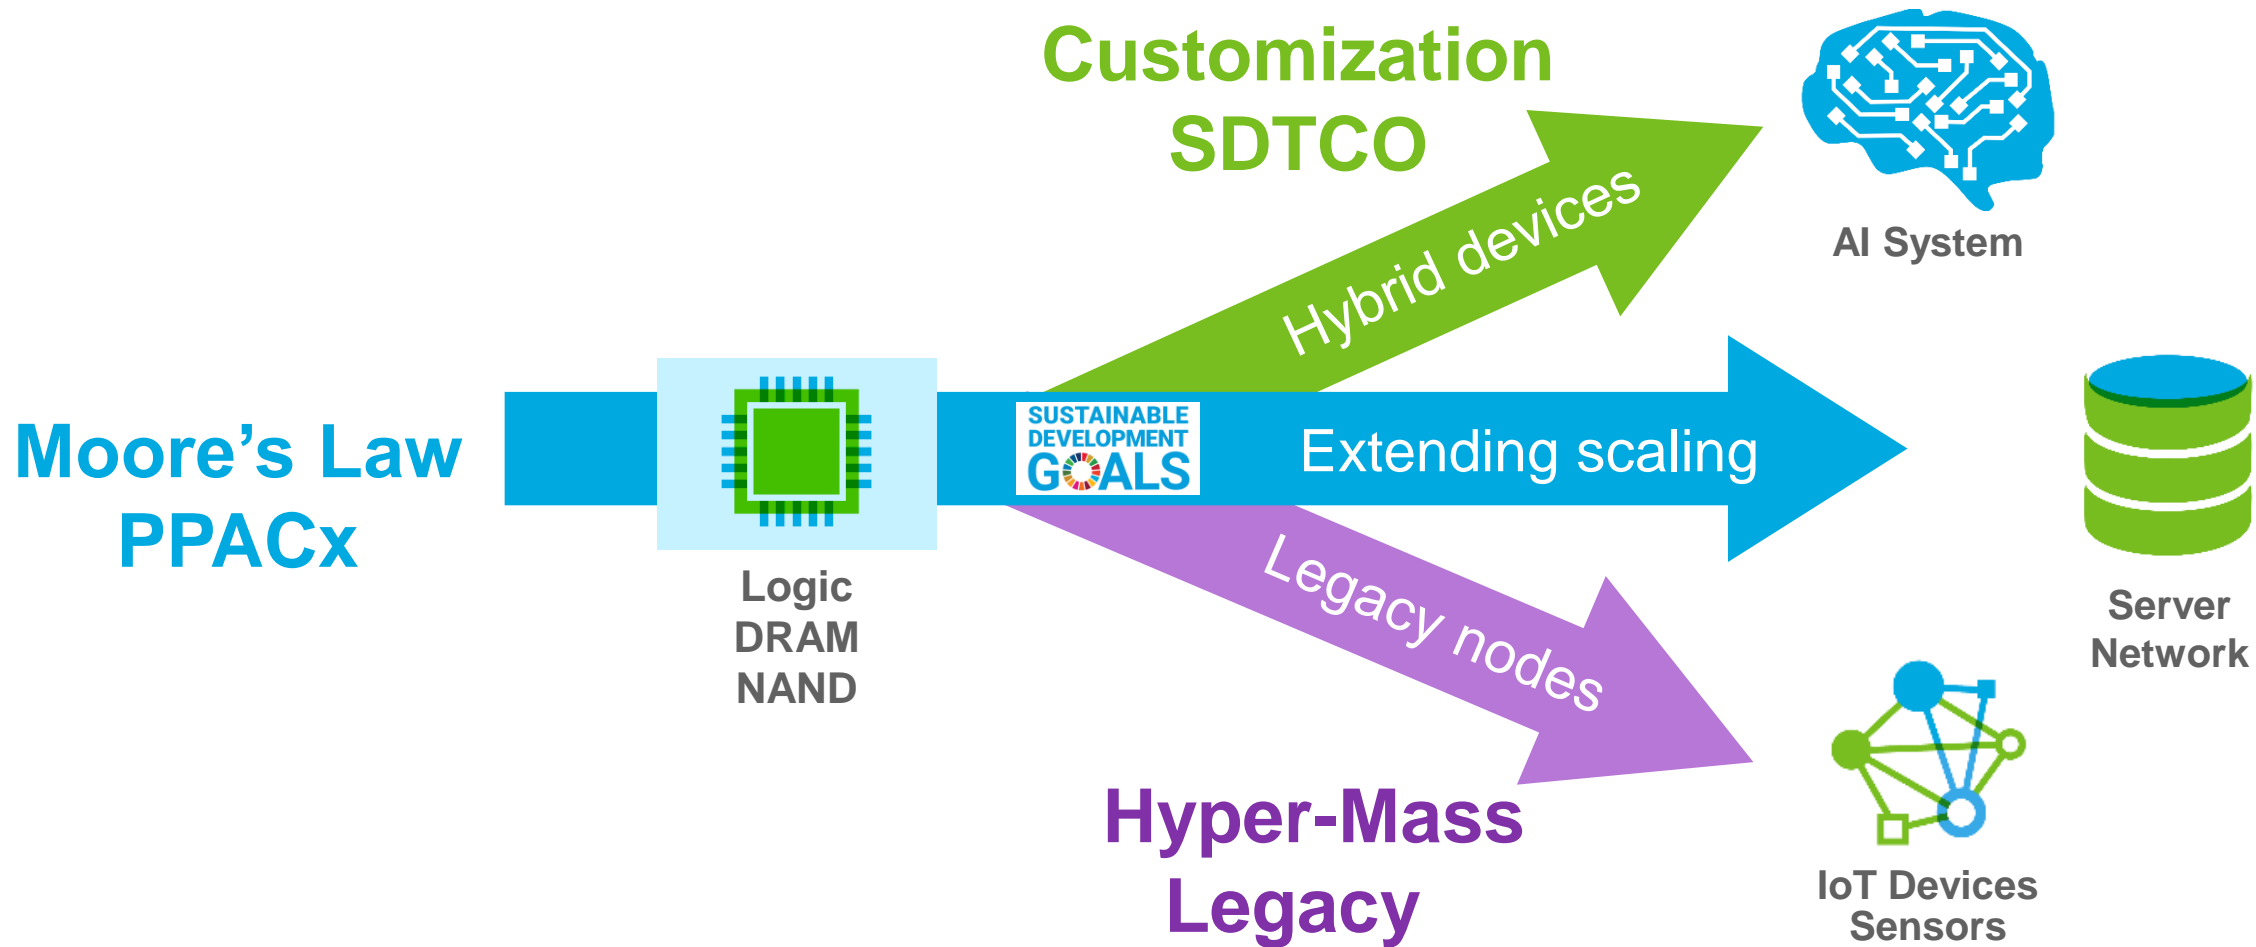 Customization
SDTCO
Hybrid devices
AI System
Moore’s Law
PPACx
Logic
DRAM
NAND
SUSTAINABLE
DEVELOPMENT
GOALS
Extending scaling
Server
Network
Legacy nodes
Hyper-Mass
Legacy
IoT Devices
Sensors